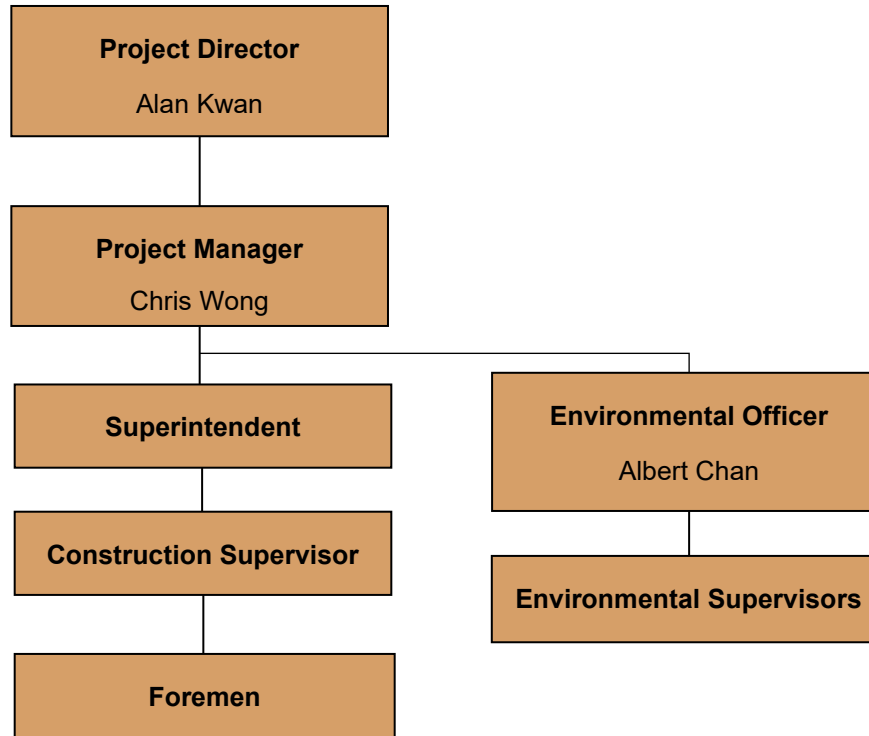 Project Director
Alan Kwan
Project Manager
Chris Wong
Superintendent
Environmental Officer
Albert Chan
Construction Supervisor
Environmental Supervisors
Foremen